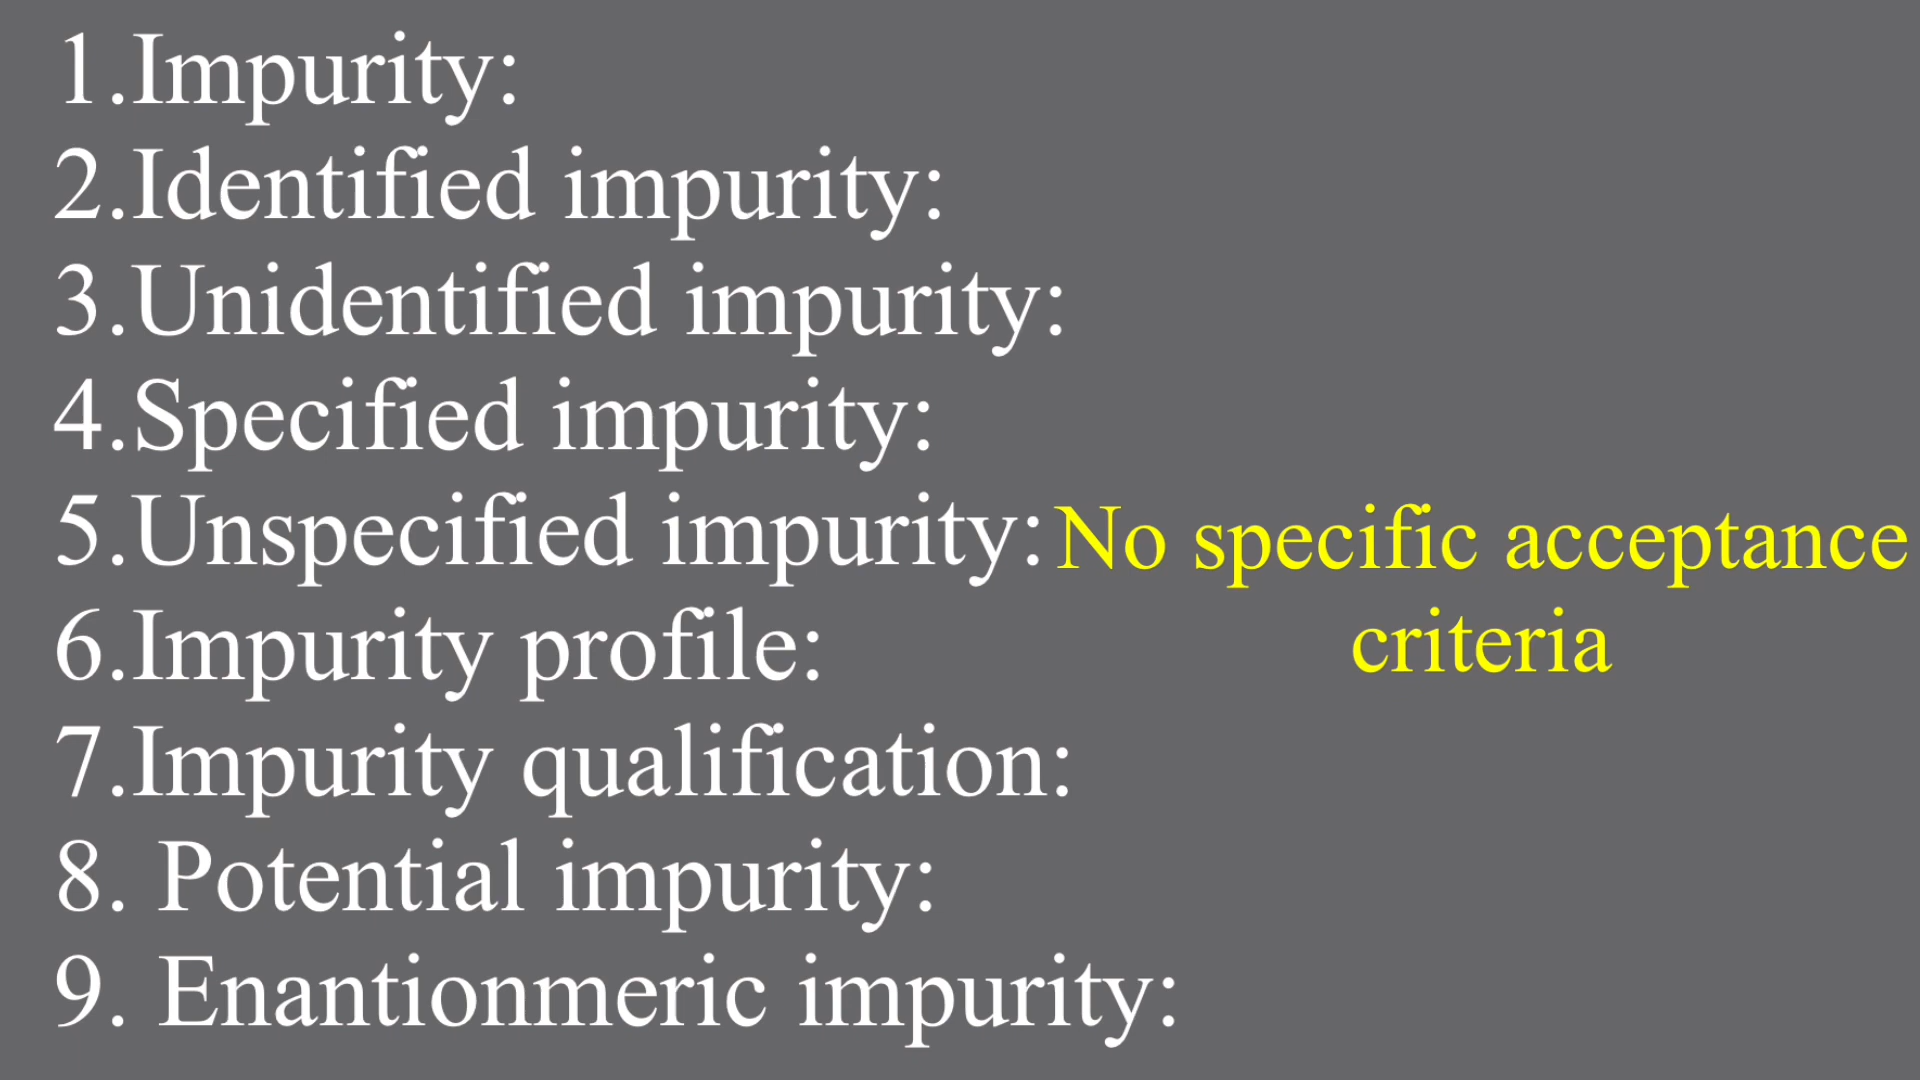 1.Impurity:
2.Identified impurity:
3.Unidentified impurity:
4.Specified impurity:
5.Unspecified impurity: No specific acceptance
criteria
6.Impurity profile:
7.Impurity qualification:
8. Potential impurity:
9. Enantionmeric impurity: